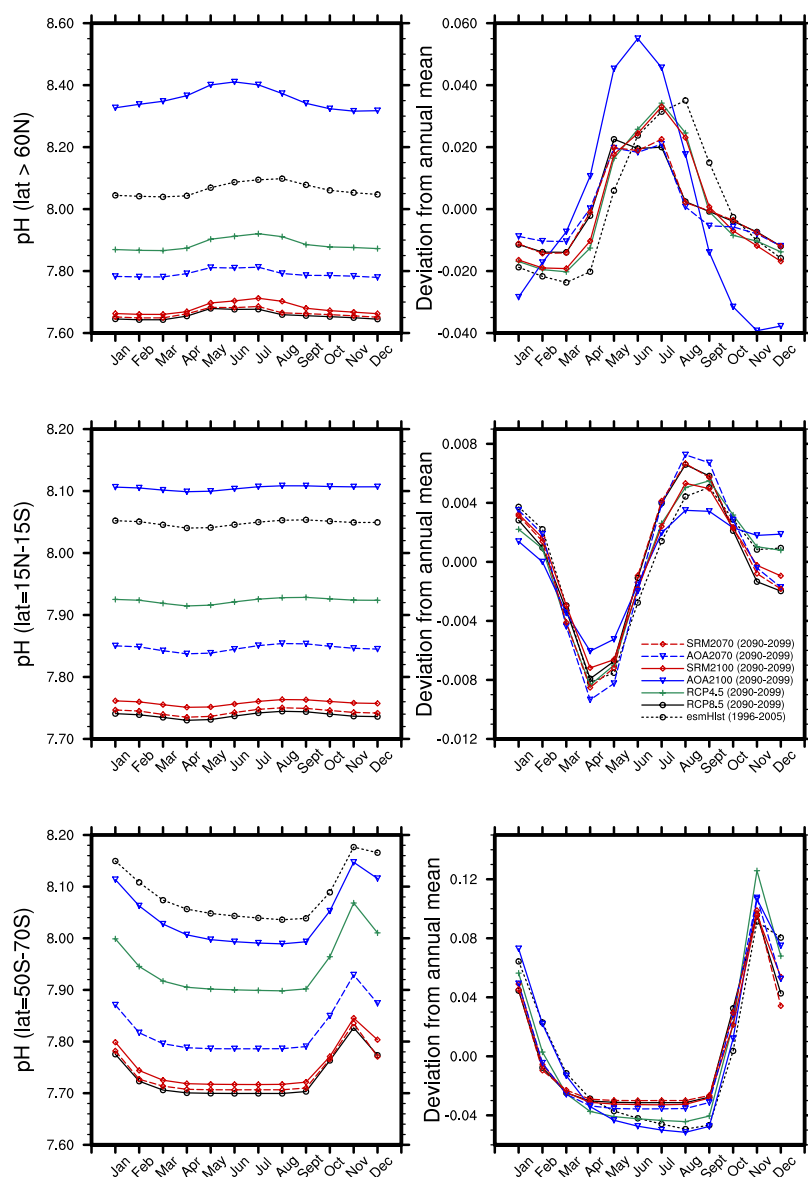 pH (lat > 60N)
8.60
8.40
8.20
8.00
7.80
7.60
Jan
Feb
Mar
Apr
May
Jun
Jul
Aug
Sept
Oct
Nov
Dec
Deviation from annual mean
0.060
0.040
0.020
0.000
-0.020
-0.040
Jan
Feb
Mar
Apr
May
Jun
Jul
Aug
Sept
Oct
Nov
Dec
pH (lat=15N-15S)
8.20
8.10
8.00
7.90
7.80
7.70
Jan
Feb
Mar
Apr
May
Jun
Jul
Aug
Sept
Oct
Nov
Dec
Deviation from annual mean
0.008
0.004
0.000
-0.004
-0.008
-0.012
SRM2070 (2090-2099)
AOA2070 (2090-2099)
SRM2100 (2090-2099)
AOA2100 (2090-2099)
RCP4.5 (2090-2099)
RCP8.5 (2090-2099)
esmHIst (1996-2005)
Jan
Feb
Mar
Apr
May
Jun
Jul
Aug
Sept
Oct
Nov
Dec
pH (lat=50S-70S)
8.20
8.10
8.00
7.90
7.80
7.70
7.60
Jan
Feb
Mar
Apr
May
Jun
Jul
Aug
Sept
Oct
Nov
Dec
Deviation from annual mean
0.12
0.08
0.04
0.00
-0.04
Jan
Feb
Mar
Apr
May
Jun
Jul
Aug
Sept
Oct
Nov
Dec